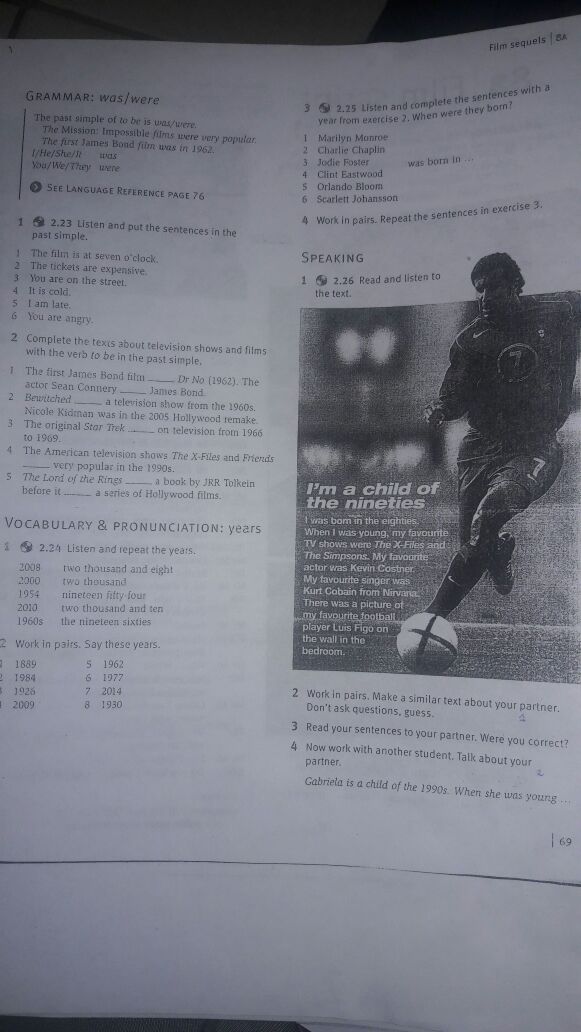 Film sequels | 8A
GRAMMAR: was/were
The past simple of to be is was/were.
The Mission: Impossible films were very popular.
The first James Bond film was in 1962.
I/He/She/It was
You/We/They were
SEE LANGUAGE REFERENCE PAGE 76
1 2.23 Listen and put the sentences in the
past simple.
1 The film is at seven o'clock.
2 The tickets are expensive.
3 You are on the street.
4 It is cold.
5 I am late.
6 You are angry.
2 Complete the texts about television shows and films
with the verb to be in the past simple.
1 The first James Bond film _____ Dr No (1962). The
actor Sean Connery _____ James Bond.
2 Bewitched _____ a television show from the 1960s.
Nicole Kidman was in the 2005 Hollywood remake.
3 The original Star Trek _____ on television from 1966
to 1969.
4 The American television shows The X-Files and Friends
_____ very popular in the 1990s.
5 The Lord of the Rings _____ a book by JRR Tolkein
before it _____ a series of Hollywood films.
VOCABULARY & PRONUNCIATION: years
1 2.24 Listen and repeat the years.
2008 two thousand and eight
2000 two thousand
1954 nineteen fifty-four
2010 two thousand and ten
1960s the nineteen sixties
2 Work in pairs. Say these years.
1 1889 5 1962
2 1984 6 1977
3 1926 7 2014
4 2009 8 1930
3 2.25 Listen and complete the sentences with a
year from exercise 2. When were they born?
1 Marilyn Monroe
2 Charlie Chaplin
3 Jodie Foster was born in ...
4 Clint Eastwood
5 Orlando Bloom
6 Scarlett Johansson
4 Work in pairs. Repeat the sentences in exercise 3.
SPEAKING
1 2.26 Read and listen to
the text.
7
7
I'm a child of
the nineties
I was born in the eighties.
When I was young, my favourite
TV shows were The X-Files and
The Simpsons. My favourite
actor was Kevin Costner.
My favourite singer was
Kurt Cobain from Nirvana.
There was a picture of
my favourite football
player Luis Figo on
the wall in the
bedroom.
2 Work in pairs. Make a similar text about your partner.
Don't ask questions, guess.
3 Read your sentences to your partner. Were you correct?
4 Now work with another student. Talk about your
partner.
2
Gabriela is a child of the 1990s. When she was young ...
| 69